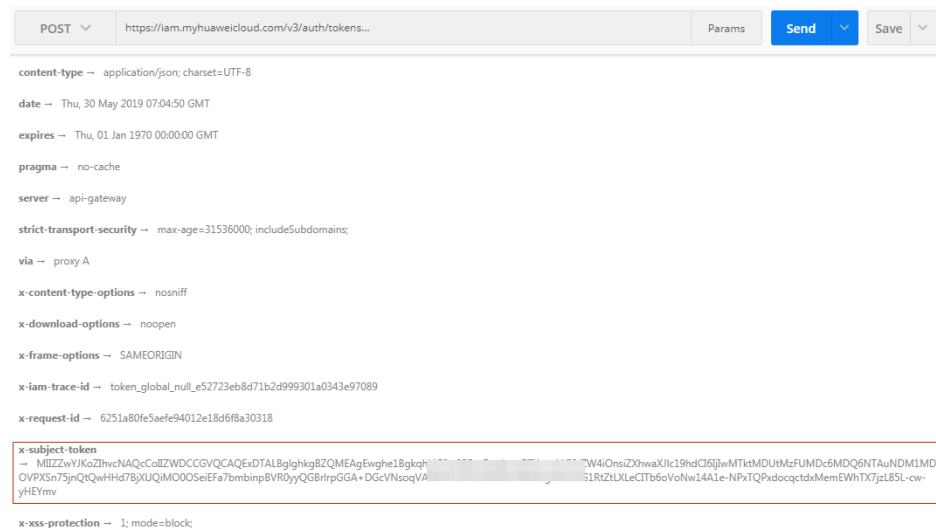 POST https://iam.myhuaweicloud.com/v3/auth/tokens... Params Send Save
content-type → application/json; charset=UTF-8
date → Thu, 30 May 2019 07:04:50 GMT
expires → Thu, 01 Jan 1970 00:00:00 GMT
pragma → no-cache
server → api-gateway
strict-transport-security → max-age=31536000; includeSubdomains;
via → proxy A
x-content-type-options → nosniff
x-download-options → noopen
x-frame-options → SAMEORIGIN
x-iam-trace-id → token_global_null_e52723eb8d71b2d999301a0343e97089
x-request-id → 6251a80fe5aefe94012e18d6f8a30318
x-subject-token
→ MIIZZwYJKoZIhvcNAQcCoIIZWDCCGVQCAQExDTALBglghkgBZQMEAgEwghe1Bgkqh ZW4iOnsiZXhwaXJlc19hdCI6IjIwMTktMDUtMzFUMDc6MDQ6NTAuNDM1MD
OVPXSn75jnQtQwHHd7BjXUQiMO0OSeiEFa7bmbinpBVR0yyQGBrIrpGGA+DGcVNsoqVA S1RtZtLXLeCITb6oVoNw14A1e-NPxTQPxdocqctdxMemEWhTX7jzL85L-cw-
yHEYmv
x-xss-protection → 1; mode=block;